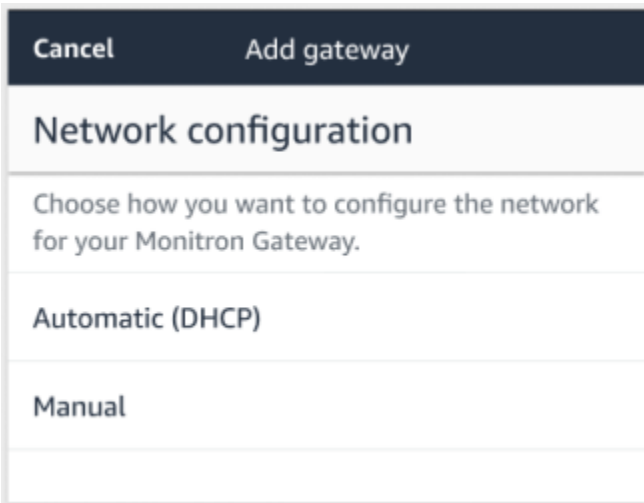 Cancel
Add gateway
Network configuration
Choose how you want to configure the network
for your Monitron Gateway.
Automatic (DHCP)
Manual